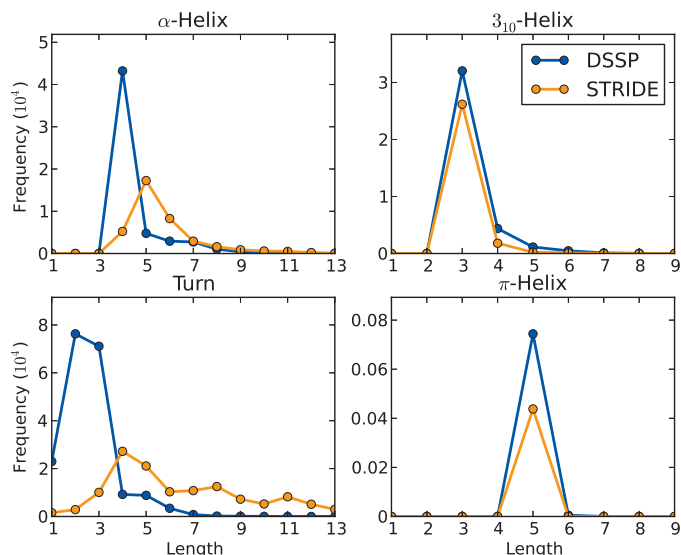 α-Helix
3₁₀-Helix
Frequency (10⁴)
5
4
3
2
1
0
1 3 5 7 9 11 13
3
2
1
0
1 2 3 4 5 6 7 8 9
DSSP
STRIDE
Turn
π-Helix
Frequency (10⁴)
8
6
4
2
0
1 3 5 7 9 11 13
Length
0.08
0.06
0.04
0.02
0
1 2 3 4 5 6 7 8 9
Length